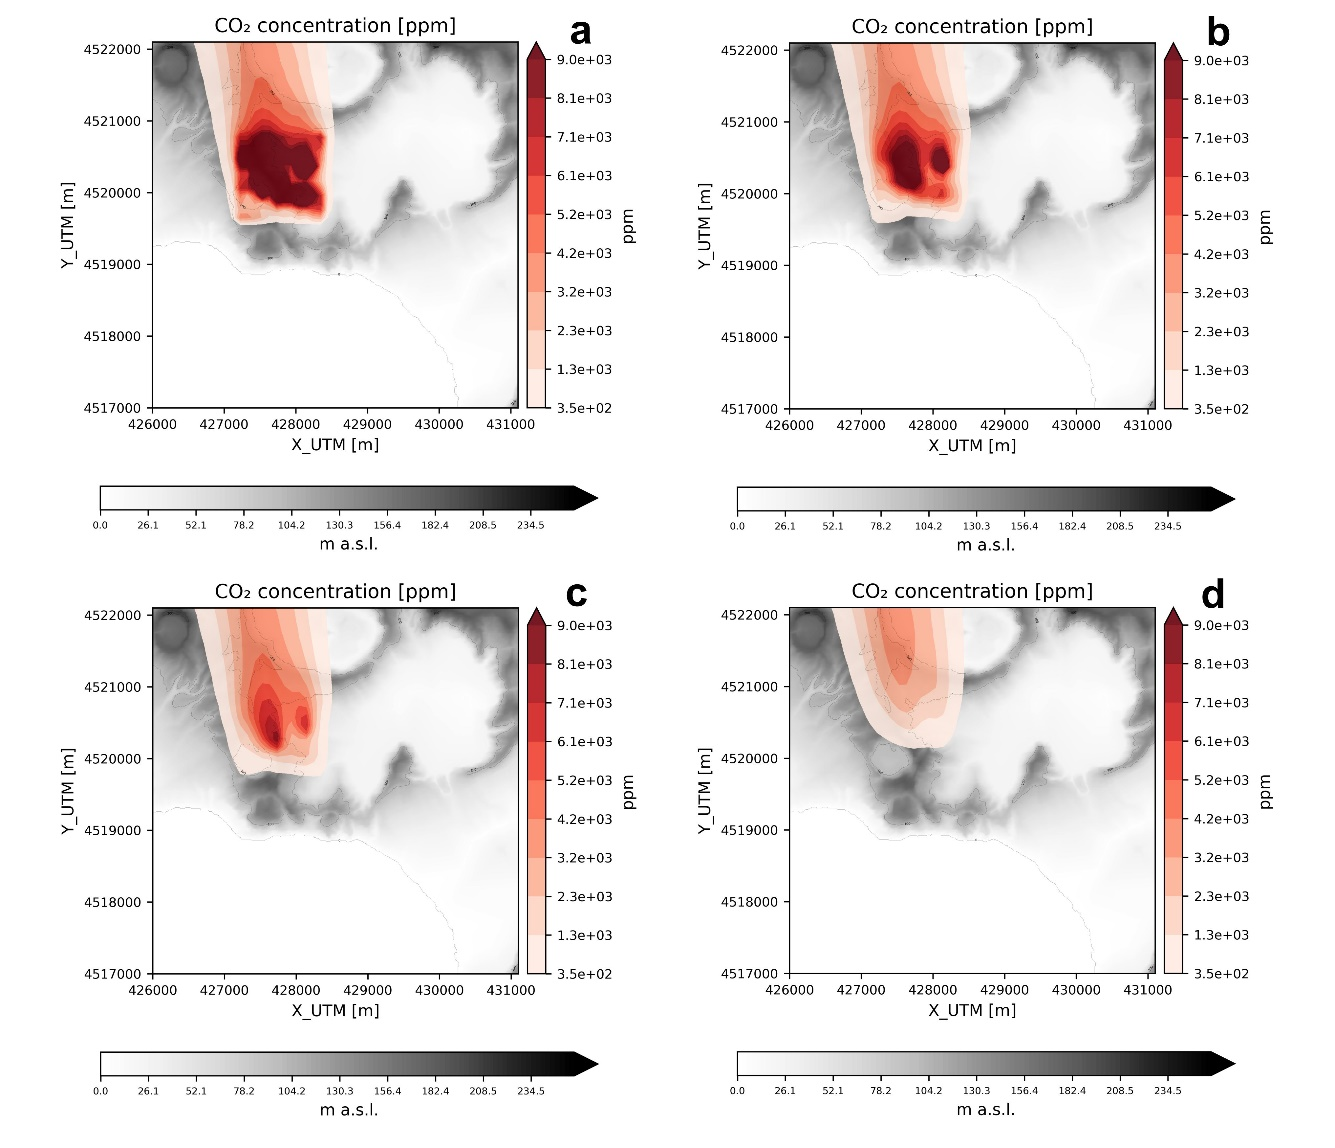 CO₂ concentration [ppm] a
4522000
4521000
4520000
4519000
4518000
4517000
Y_UTM [m]
426000 427000 428000 429000 430000 431000
X_UTM [m]
9.0e+03
8.1e+03
7.1e+03
6.1e+03
5.2e+03
4.2e+03
3.2e+03
2.3e+03
1.3e+03
3.5e+02
ppm
0.0 26.1 52.1 78.2 104.2 130.3 156.4 182.4 208.5 234.5
m a.s.l.
CO₂ concentration [ppm] b
4522000
4521000
4520000
4519000
4518000
4517000
Y_UTM [m]
426000 427000 428000 429000 430000 431000
X_UTM [m]
9.0e+03
8.1e+03
7.1e+03
6.1e+03
5.2e+03
4.2e+03
3.2e+03
2.3e+03
1.3e+03
3.5e+02
ppm
0.0 26.1 52.1 78.2 104.2 130.3 156.4 182.4 208.5 234.5
m a.s.l.
CO₂ concentration [ppm] c
4522000
4521000
4520000
4519000
4518000
4517000
Y_UTM [m]
426000 427000 428000 429000 430000 431000
X_UTM [m]
9.0e+03
8.1e+03
7.1e+03
6.1e+03
5.2e+03
4.2e+03
3.2e+03
2.3e+03
1.3e+03
3.5e+02
ppm
0.0 26.1 52.1 78.2 104.2 130.3 156.4 182.4 208.5 234.5
m a.s.l.
CO₂ concentration [ppm] d
4522000
4521000
4520000
4519000
4518000
4517000
Y_UTM [m]
426000 427000 428000 429000 430000 431000
X_UTM [m]
9.0e+03
8.1e+03
7.1e+03
6.1e+03
5.2e+03
4.2e+03
3.2e+03
2.3e+03
1.3e+03
3.5e+02
ppm
0.0 26.1 52.1 78.2 104.2 130.3 156.4 182.4 208.5 234.5
m a.s.l.